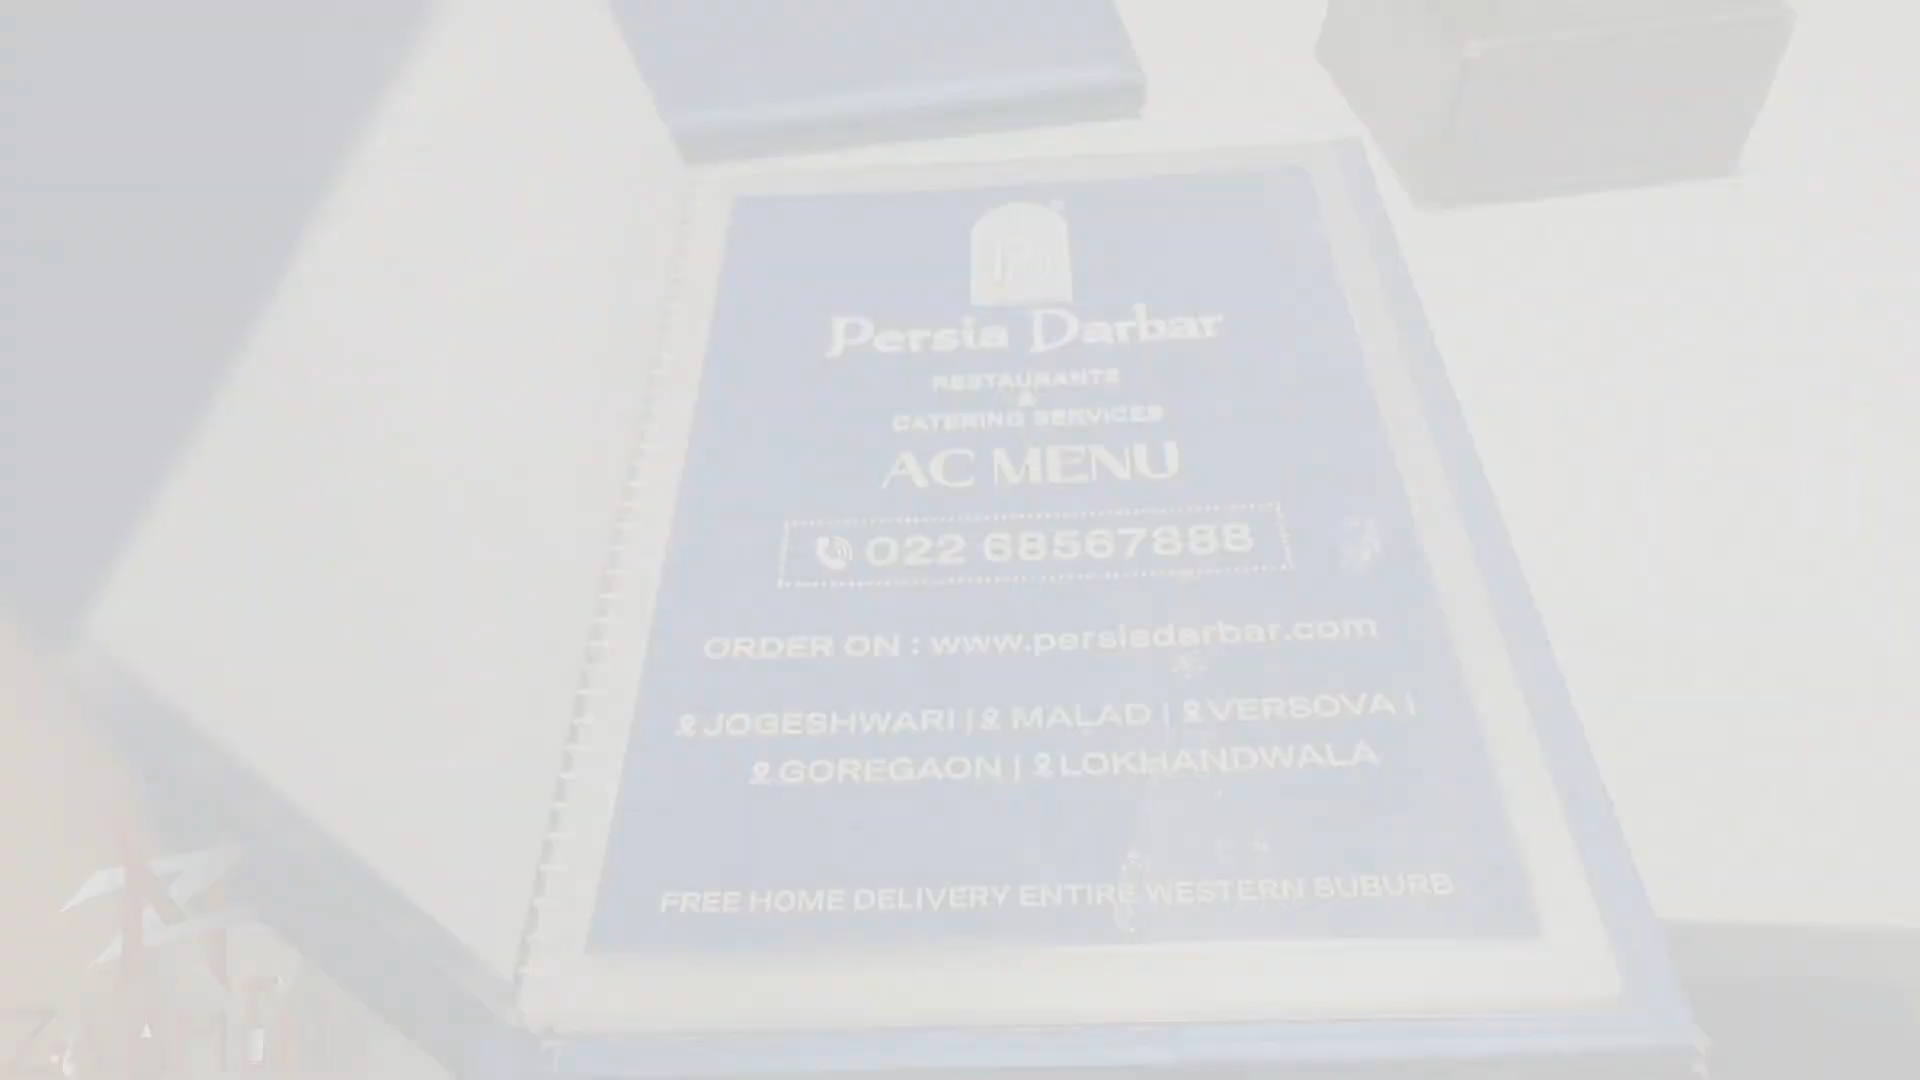 Persia Darbar
RESTAURANTS
&
CATERING SERVICES
AC MENU
022 68567888
ORDER ON : www.persiadarbar.com
JOGESHWARI | MALAD | VERSOVA |
GOREGAON | LOKHANDWALA
FREE HOME DELIVERY ENTIRE WESTERN SUBURB